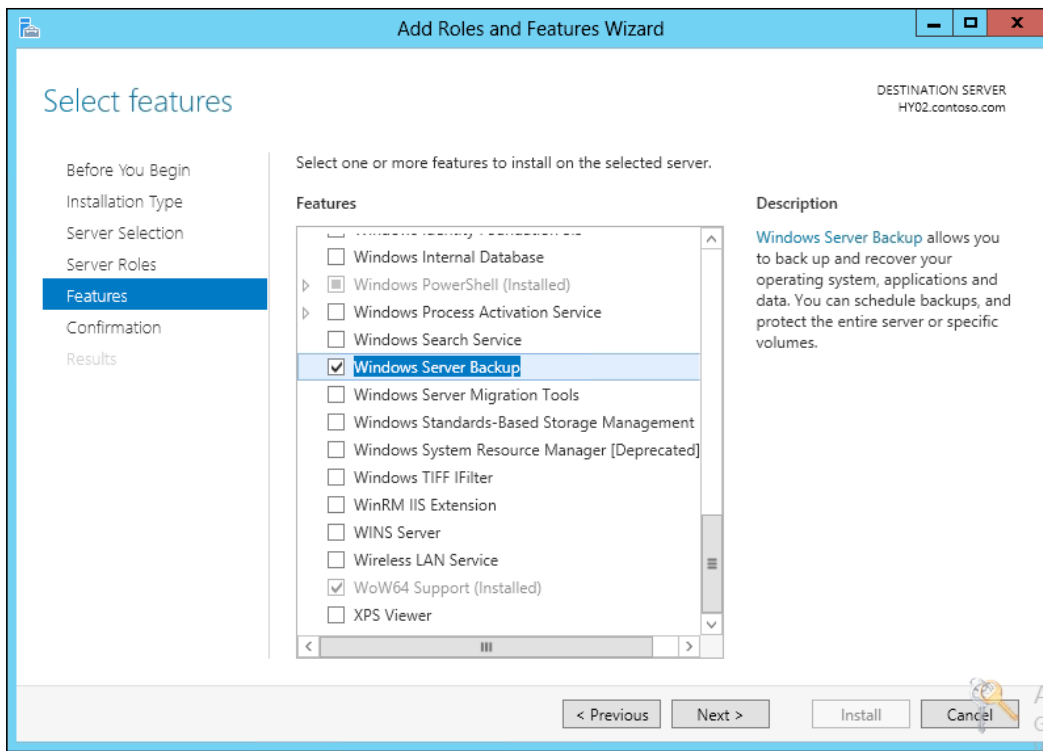 Add Roles and Features Wizard
Select features
DESTINATION SERVER
HY02.contoso.com
Before You Begin
Installation Type
Server Selection
Server Roles
Features
Confirmation
Results
Select one or more features to install on the selected server.
Features
Windows Internal Database
Windows PowerShell (Installed)
Windows Process Activation Service
Windows Search Service
Windows Server Backup
Windows Server Migration Tools
Windows Standards-Based Storage Management
Windows System Resource Manager [Deprecated]
Windows TIFF IFilter
WinRM IIS Extension
WINS Server
Wireless LAN Service
WoW64 Support (Installed)
XPS Viewer
Description
Windows Server Backup allows you
to back up and recover your
operating system, applications and
data. You can schedule backups, and
protect the entire server or specific
volumes.
< Previous
Next >
Install
Cancel